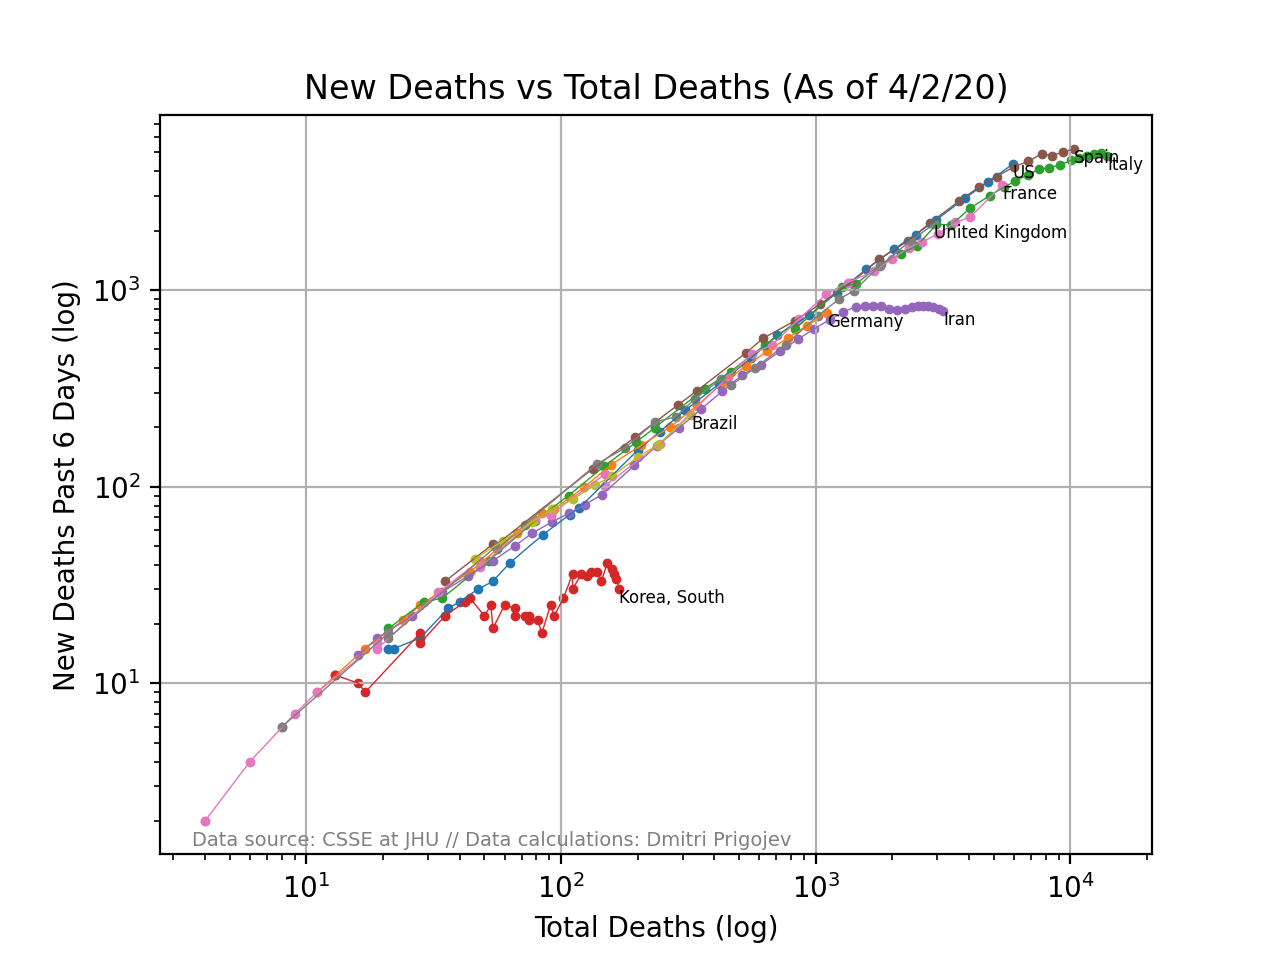 New Deaths vs Total Deaths (As of 4/2/20)
New Deaths Past 6 Days (log)
10³
10²
10¹
Spain
Italy
US
France
United Kingdom
Germany
Iran
Brazil
Korea, South
Data source: CSSE at JHU // Data calculations: Dmitri Prigojev
10¹ 10² 10³ 10⁴
Total Deaths (log)